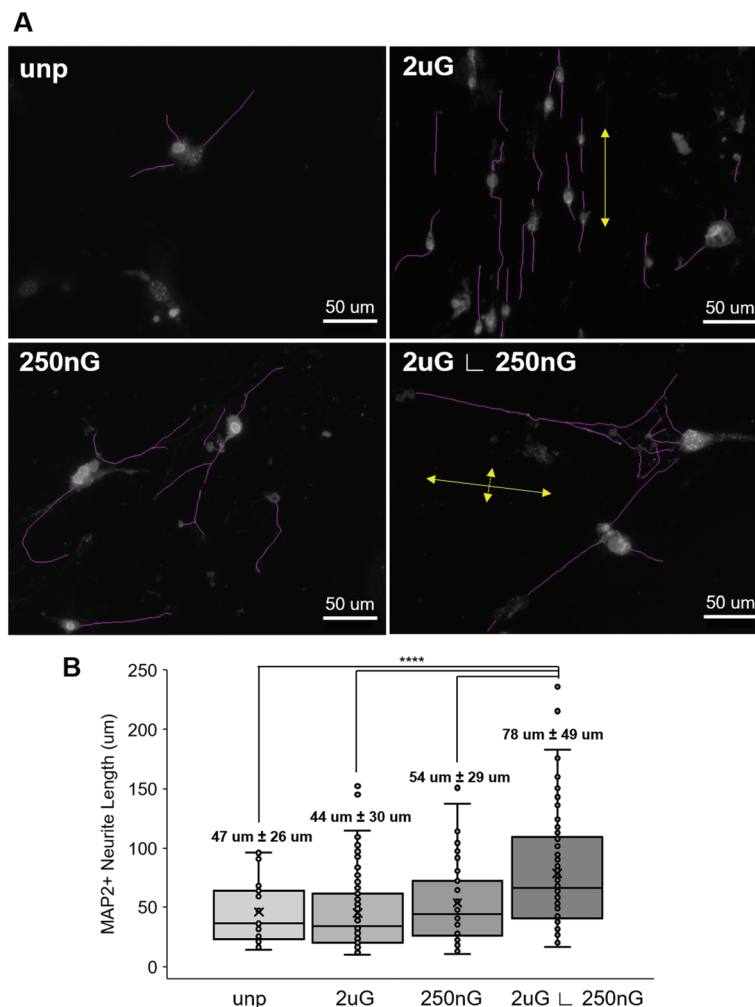 A
unp
50 um
2uG
50 um
250nG
50 um
2uG ∟ 250nG
50 um
B
MAP2+ Neurite Length (um)
250
200
150
100
50
0
****
47 um ± 26 um
44 um ± 30 um
54 um ± 29 um
78 um ± 49 um
unp
2uG
250nG
2uG ∟ 250nG